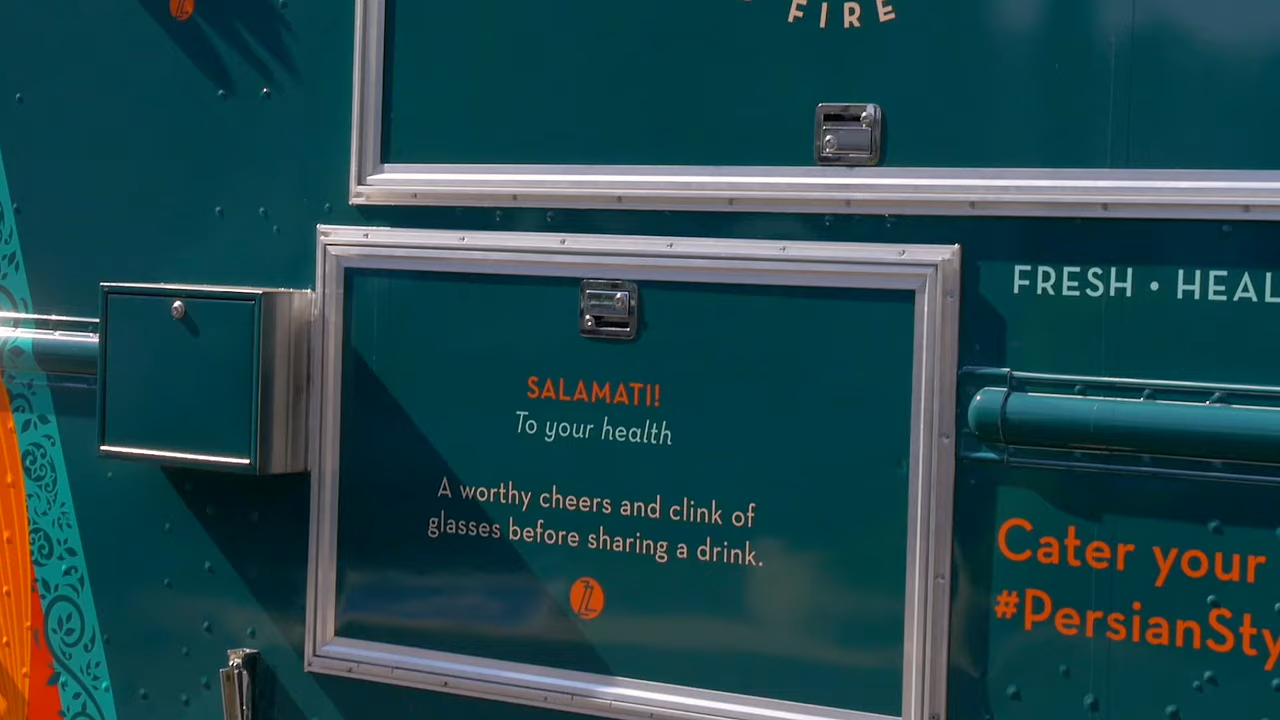 FIRE
FRESH • HEAL
SALAMATI!
To your health
A worthy cheers and clink of
glasses before sharing a drink.
Cater your
#PersianSty